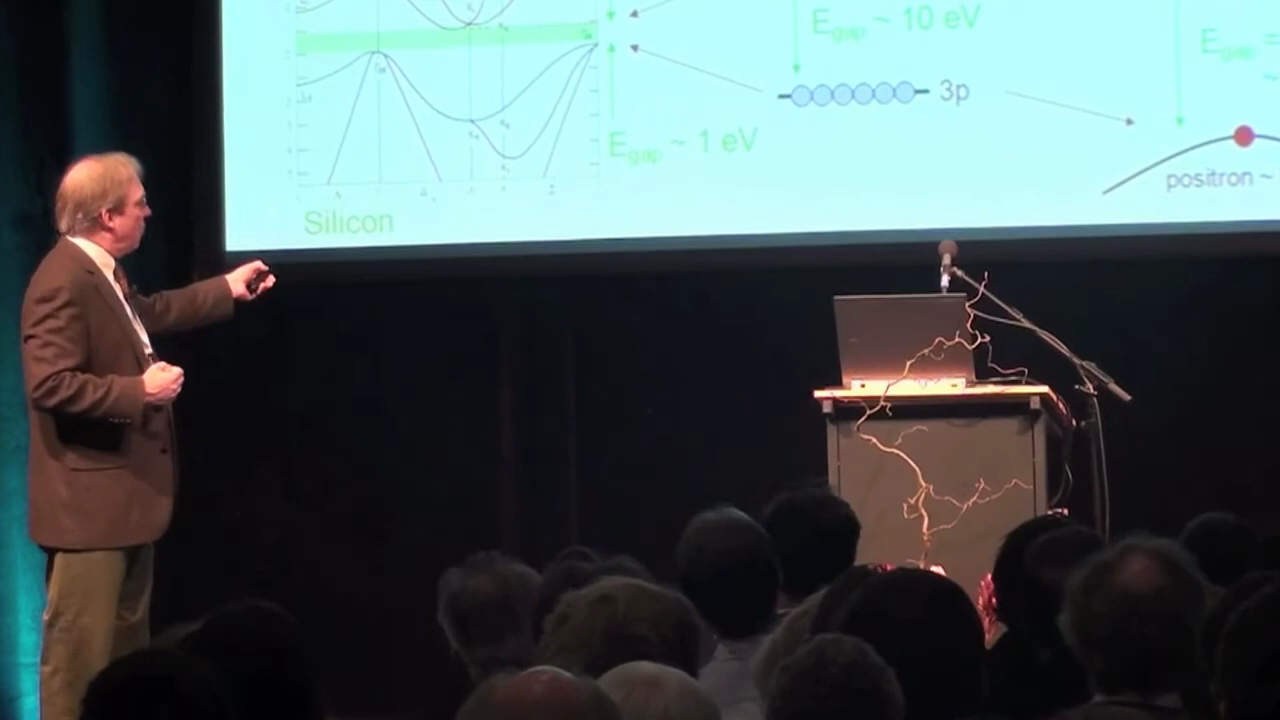 E_gap ~ 10 eV
E_gap =
3p
E_gap ~ 1 eV
positron ~
Silicon